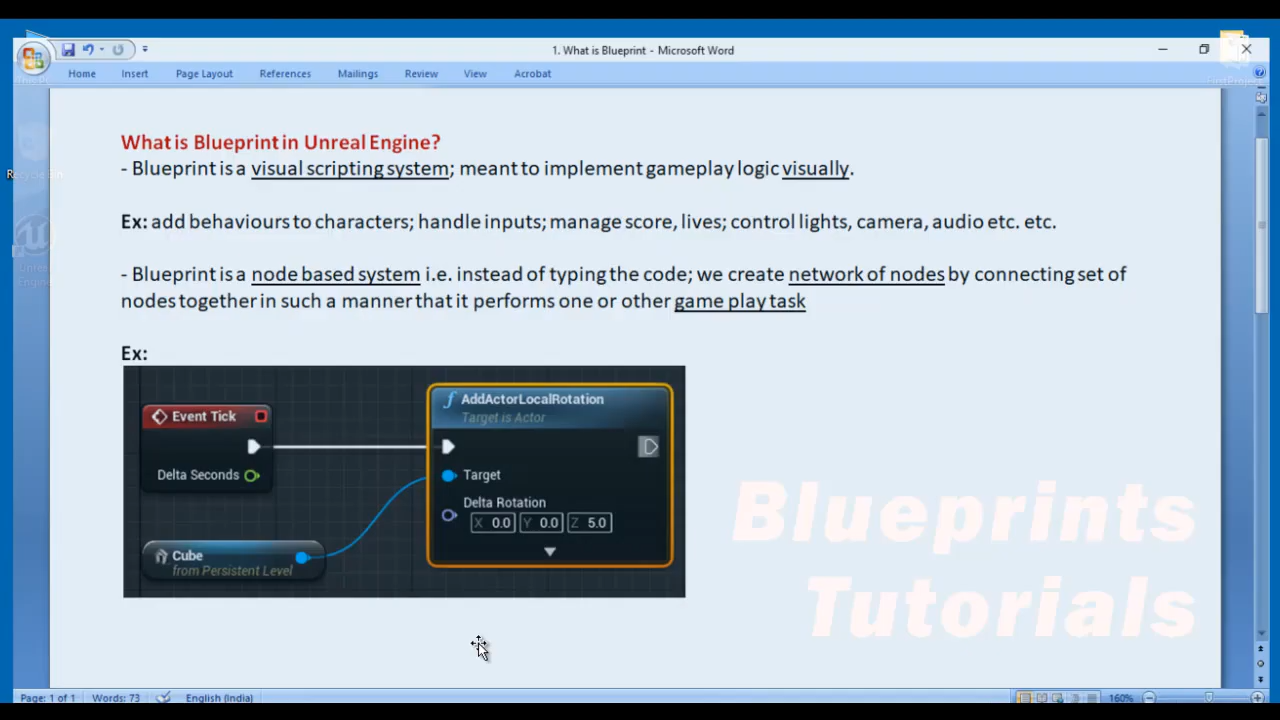 1. What is Blueprint - Microsoft Word
Home Insert Page Layout References Mailings Review View Acrobat
What is Blueprint in Unreal Engine?
- Blueprint is a visual scripting system; meant to implement gameplay logic visually.
Ex: add behaviours to characters; handle inputs; manage score, lives; control lights, camera, audio etc. etc.
- Blueprint is a node based system i.e. instead of typing the code; we create network of nodes by connecting set of
nodes together in such a manner that it performs one or other game play task
Ex:
Event Tick
Delta Seconds
Cube
from Persistent Level
f AddActorLocalRotation
Target is Actor
Target
Delta Rotation
X 0.0 Y 0.0 Z 5.0
Blueprints
Tutorials
Recycle Bin
Unreal
Engine
Page: 1 of 1 Words: 73 English (India) 160%